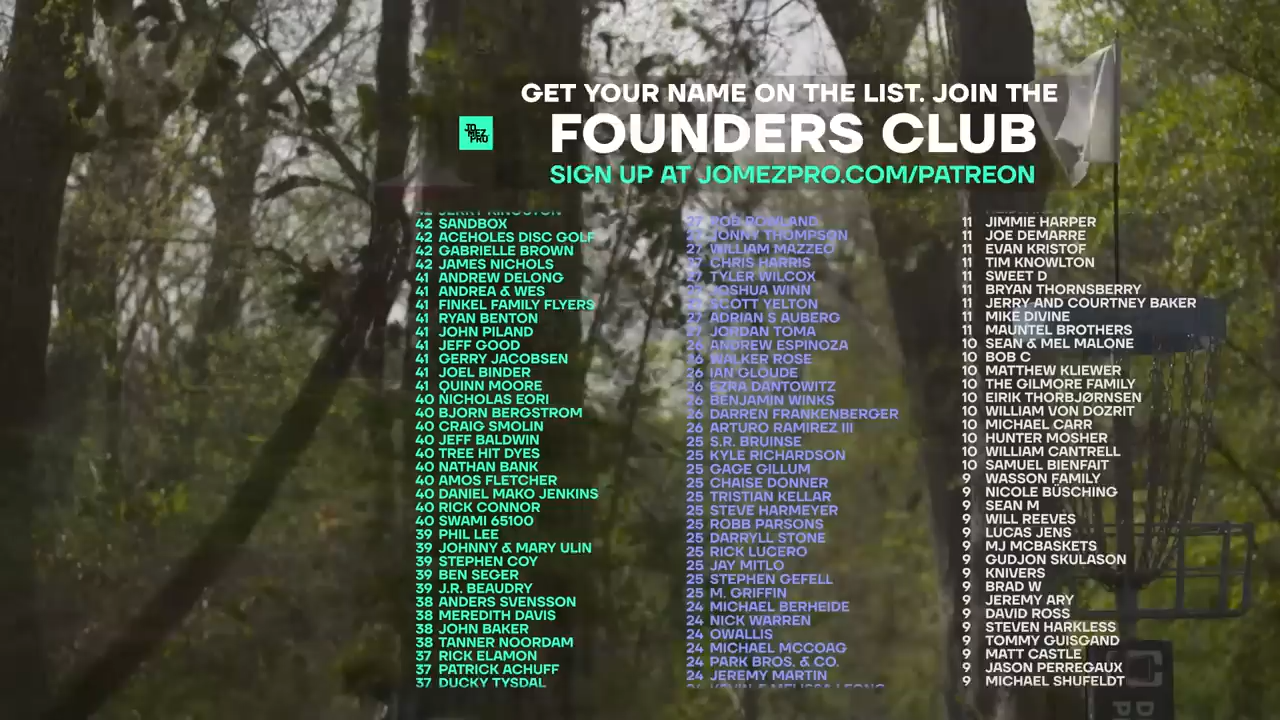 GET YOUR NAME ON THE LIST. JOIN THE
JOMEZ PRO
FOUNDERS CLUB
SIGN UP AT JOMEZPRO.COM/PATREON
42 JERRY KINGSTON
42 SANDBOX
42 ACEHOLES DISC GOLF
42 GABRIELLE BROWN
42 JAMES NICHOLS
41 ANDREW DELONG
41 ANDREA & WES
41 FINKEL FAMILY FLYERS
41 RYAN BENTON
41 JOHN PILAND
41 JEFF GOOD
41 GERRY JACOBSEN
41 JOEL BINDER
41 QUINN MOORE
40 NICHOLAS EORI
40 BJORN BERGSTROM
40 CRAIG SMOLIN
40 JEFF BALDWIN
40 TREE HIT DYES
40 NATHAN BANK
40 AMOS FLETCHER
40 DANIEL MAKO JENKINS
40 RICK CONNOR
40 SWAMI 65100
39 PHIL LEE
39 JOHNNY & MARY ULIN
39 STEPHEN COY
39 BEN SEGER
39 J.R. BEAUDRY
38 ANDERS SVENSSON
38 MEREDITH DAVIS
38 JOHN BAKER
38 TANNER NOORDAM
37 RICK ELAMON
37 PATRICK ACHUFF
37 DUCKY TYSDAL
27 ROB ROWLAND
27 JONNY THOMPSON
27 WILLIAM MAZZEO
27 CHRIS HARRIS
27 TYLER WILCOX
27 JOSHUA WINN
27 SCOTT YELTON
27 ADRIAN S AUBERG
27 JORDAN TOMA
26 ANDREW ESPINOZA
26 WALKER ROSE
26 IAN GLOUDE
26 EZRA DANTOWITZ
26 BENJAMIN WINKS
26 DARREN FRANKENBERGER
26 ARTURO RAMIREZ III
25 S.R. BRUINSE
25 KYLE RICHARDSON
25 GAGE GILLUM
25 CHAISE DONNER
25 TRISTIAN KELLAR
25 STEVE HARMEYER
25 ROBB PARSONS
25 DARRYLL STONE
25 RICK LUCERO
25 JAY MITLO
25 STEPHEN GEFELL
25 M. GRIFFIN
24 MICHAEL BERHEIDE
24 NICK WARREN
24 OWALLIS
24 MICHAEL MCCOAG
24 PARK BROS. & CO.
24 JEREMY MARTIN
24 KEVIN & MELISSA LEONG
11 JIMMIE HARPER
11 JOE DEMARRE
11 EVAN KRISTOF
11 TIM KNOWLTON
11 SWEET D
11 BRYAN THORNSBERRY
11 JERRY AND COURTNEY BAKER
11 MIKE DIVINE
11 MAUNTEL BROTHERS
10 SEAN & MEL MALONE
10 BOB C
10 MATTHEW KLIEWER
10 THE GILMORE FAMILY
10 EIRIK THORBJØRNSEN
10 WILLIAM VON DOZRIT
10 MICHAEL CARR
10 HUNTER MOSHER
10 WILLIAM CANTRELL
10 SAMUEL BIENFAIT
9 WASSON FAMILY
9 NICOLE BÜSCHING
9 SEAN M
9 WILL REEVES
9 LUCAS JENS
9 MJ MCBASKETS
9 GUDJON SKULASON
9 KNIVERS
9 BRAD W
9 JEREMY ARY
9 DAVID ROSS
9 STEVEN HARKLESS
9 TOMMY GUISGAND
9 MATT CASTLE
9 JASON PERREGAUX
9 MICHAEL SHUFELDT